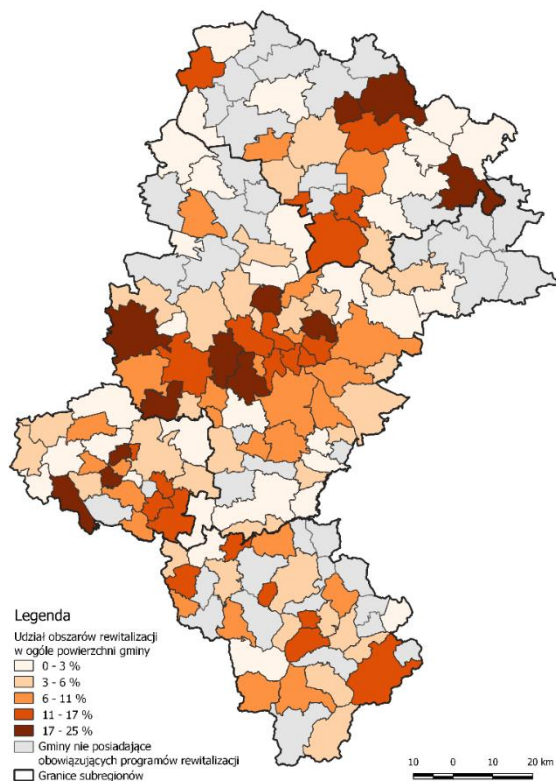 Legenda
Udział obszarów rewitalizacji
w ogóle powierzchni gminy
0 - 3 %
3 - 6 %
6 - 11 %
11 - 17 %
17 - 25 %
Gminy nie posiadające
obowiązujących programów rewitalizacji
Granice subregionów
10 0 10 20 km